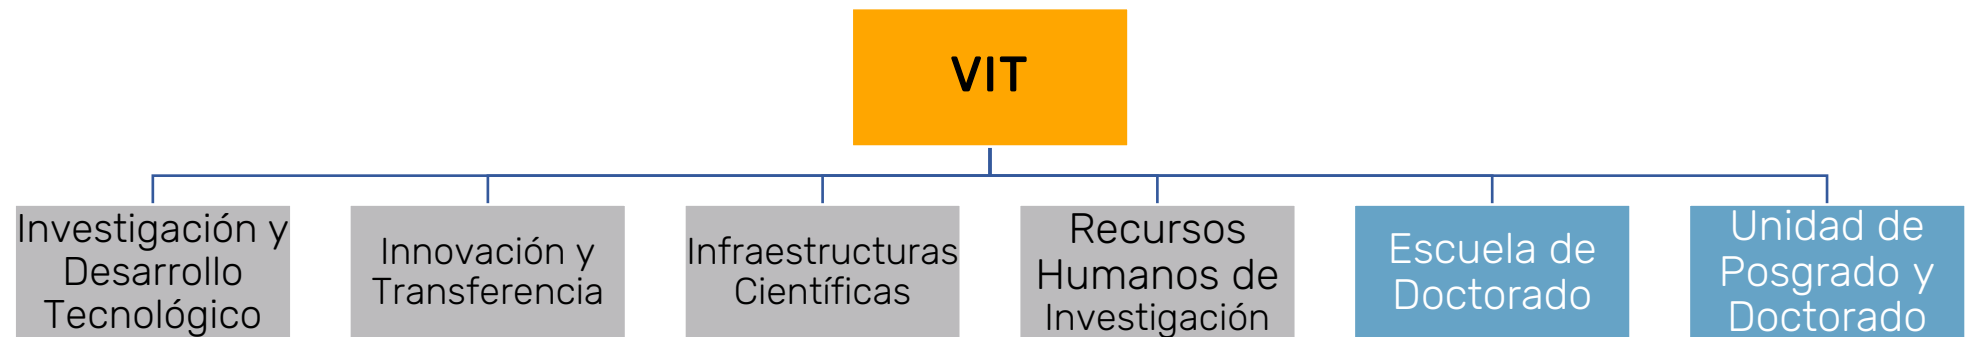 VIT
Investigación y
Desarrollo
Tecnológico
Innovación y
Transferencia
Infraestructuras
Científicas
Recursos
Humanos de
Investigación
Escuela de
Doctorado
Unidad de
Posgrado y
Doctorado